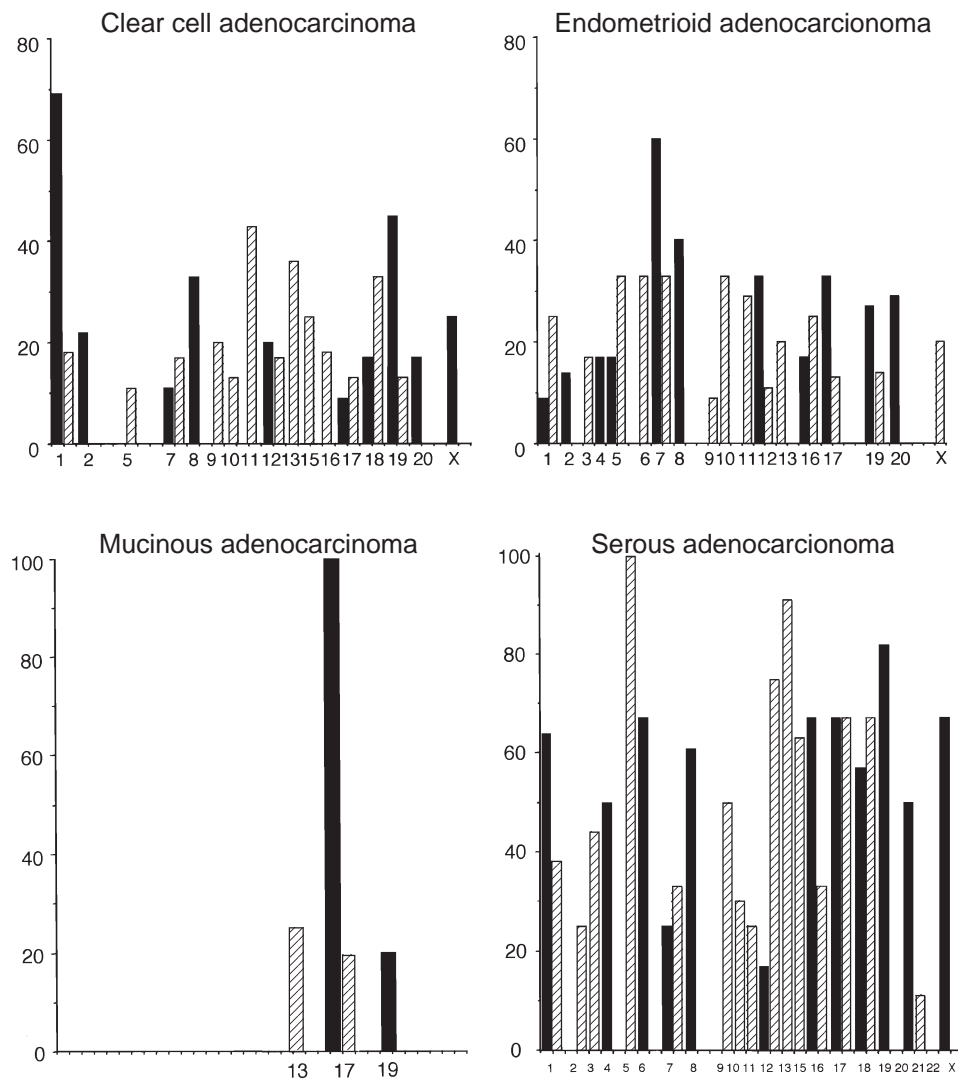 Clear cell adenocarcinoma
80
60
40
20
0
1 2 5 7 8 9 10 11 12 13 15 16 17 18 19 20 X
Endometrioid adenocarcionoma
80
60
40
20
0
1 2 3 4 5 6 7 8 9 10 11 12 13 16 17 19 20 X
Mucinous adenocarcinoma
100
80
60
40
20
0
13 17 19
Serous adenocarcionoma
100
80
60
40
20
0
1 2 3 4 5 6 7 8 9 10 11 12 13 15 16 17 18 19 20 21 22 X